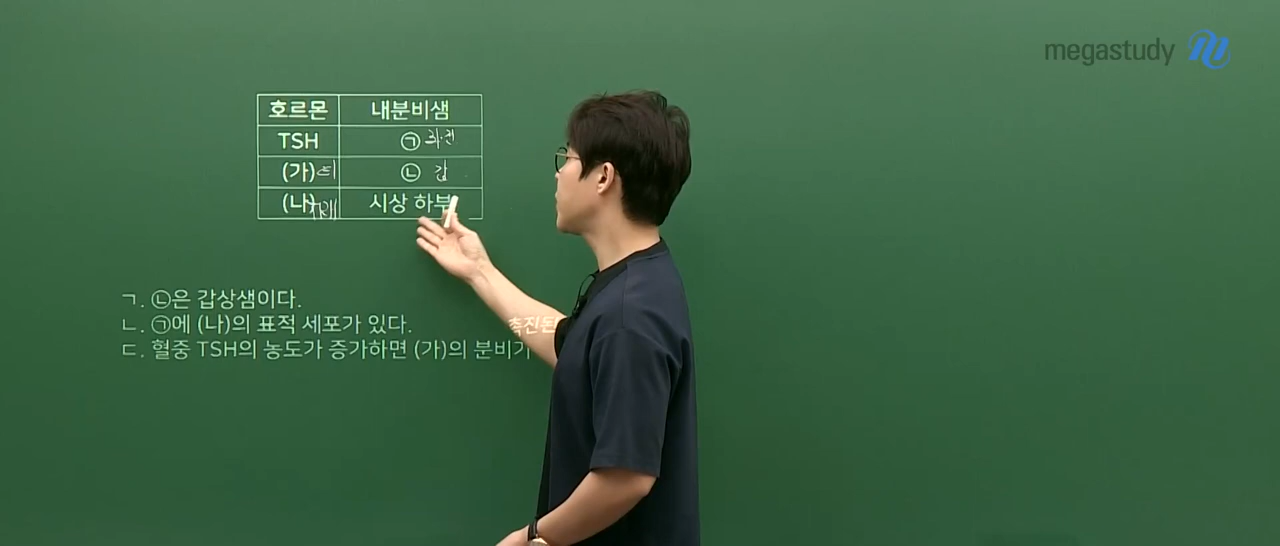 megastudy
호르몬 내분비샘
TSH ㉠
(가) ㉡ 갑
(나) 시상 하부
ㄱ. ㉡은 갑상샘이다.
ㄴ. ㉠에 (나)의 표적 세포가 있다.
ㄷ. 혈중 TSH의 농도가 증가하면 (가)의 분비가 촉진된